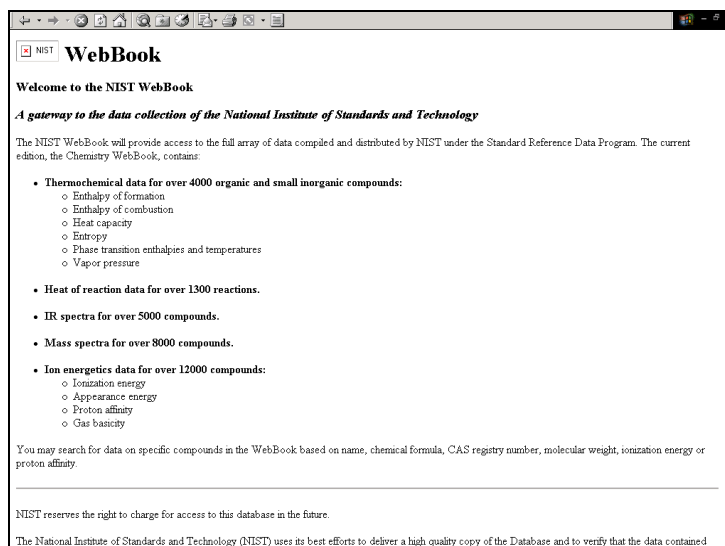 NIST WebBook
Welcome to the NIST WebBook
A gateway to the data collection of the National Institute of Standards and Technology
The NIST WebBook will provide access to the full array of data compiled and distributed by NIST under the Standard Reference Data Program. The current
edition, the Chemistry WebBook, contains:
• Thermochemical data for over 4000 organic and small inorganic compounds:
○ Enthalpy of formation
○ Enthalpy of combustion
○ Heat capacity
○ Entropy
○ Phase transition enthalpies and temperatures
○ Vapor pressure
• Heat of reaction data for over 1300 reactions.
• IR spectra for over 5000 compounds.
• Mass spectra for over 8000 compounds.
• Ion energetics data for over 12000 compounds:
○ Ionization energy
○ Appearance energy
○ Proton affinity
○ Gas basicity
You may search for data on specific compounds in the WebBook based on name, chemical formula, CAS registry number, molecular weight, ionization energy or
proton affinity.
NIST reserves the right to charge for access to this database in the future.
The National Institute of Standards and Technology (NIST) uses its best efforts to deliver a high quality copy of the Database and to verify that the data contained